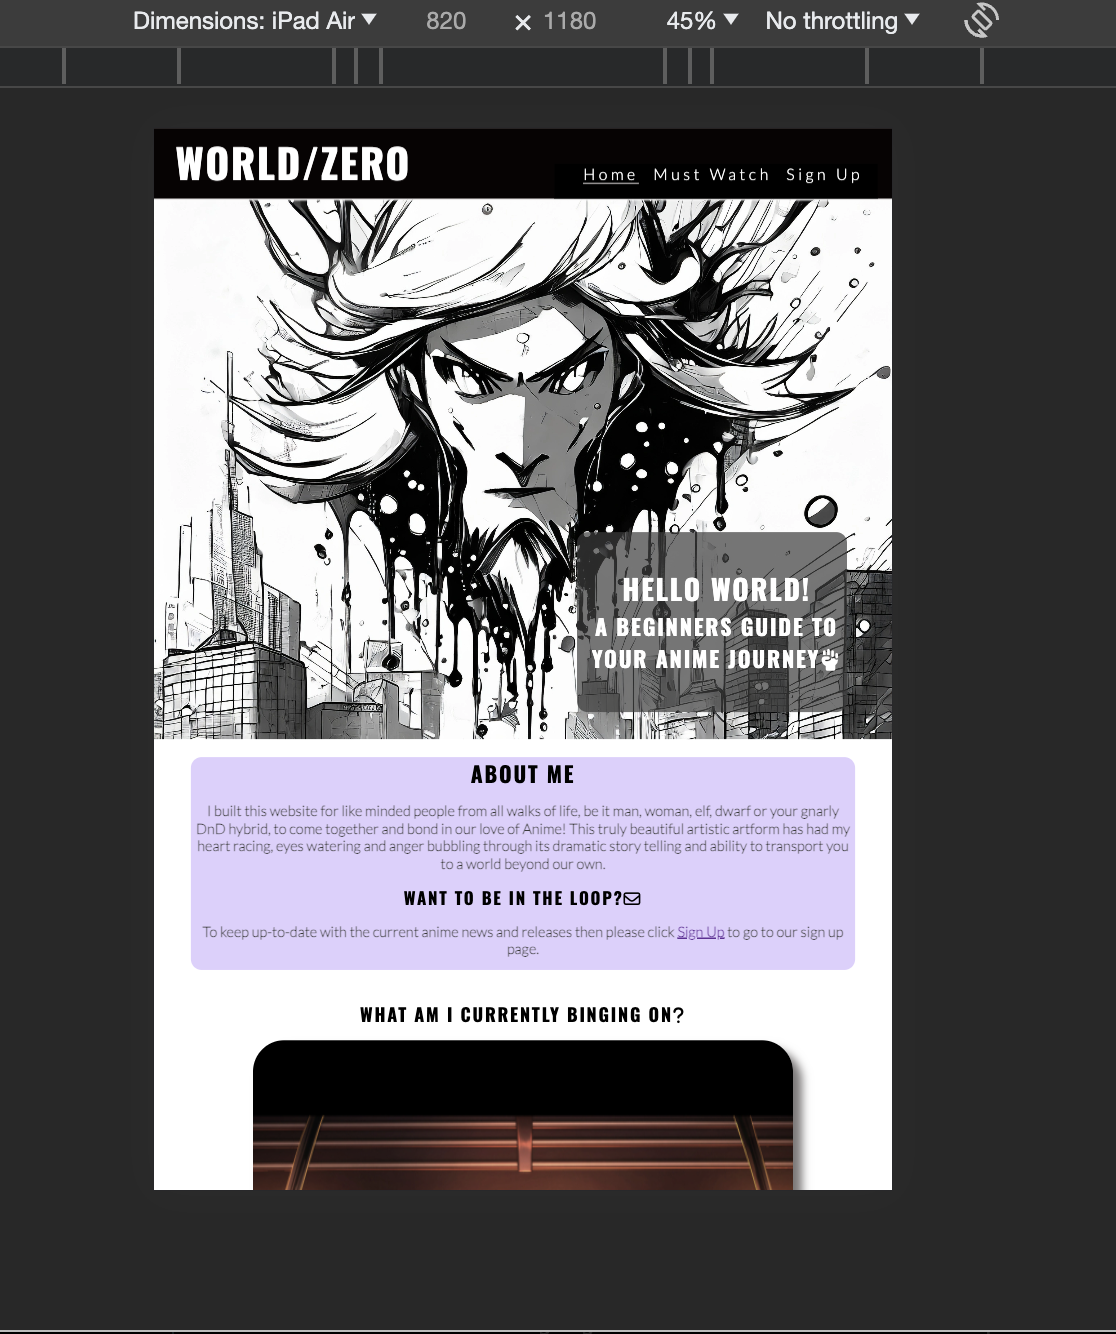 Dimensions: iPad Air ▼ 820 × 1180 45% ▼ No throttling ▼
WORLD/ZERO
Home Must Watch Sign Up
HELLO WORLD!
A BEGINNERS GUIDE TO
YOUR ANIME JOURNEY
ABOUT ME
I built this website for like minded people from all walks of life, be it man, woman, elf, dwarf or your gnarly
DnD hybrid, to come together and bond in our love of Anime! This truly beautiful artistic artform has had my
heart racing, eyes watering and anger bubbling through its dramatic story telling and ability to transport you
to a world beyond our own.
WANT TO BE IN THE LOOP?
To keep up-to-date with the current anime news and releases then please click Sign Up to go to our sign up
page.
WHAT AM I CURRENTLY BINGING ON?